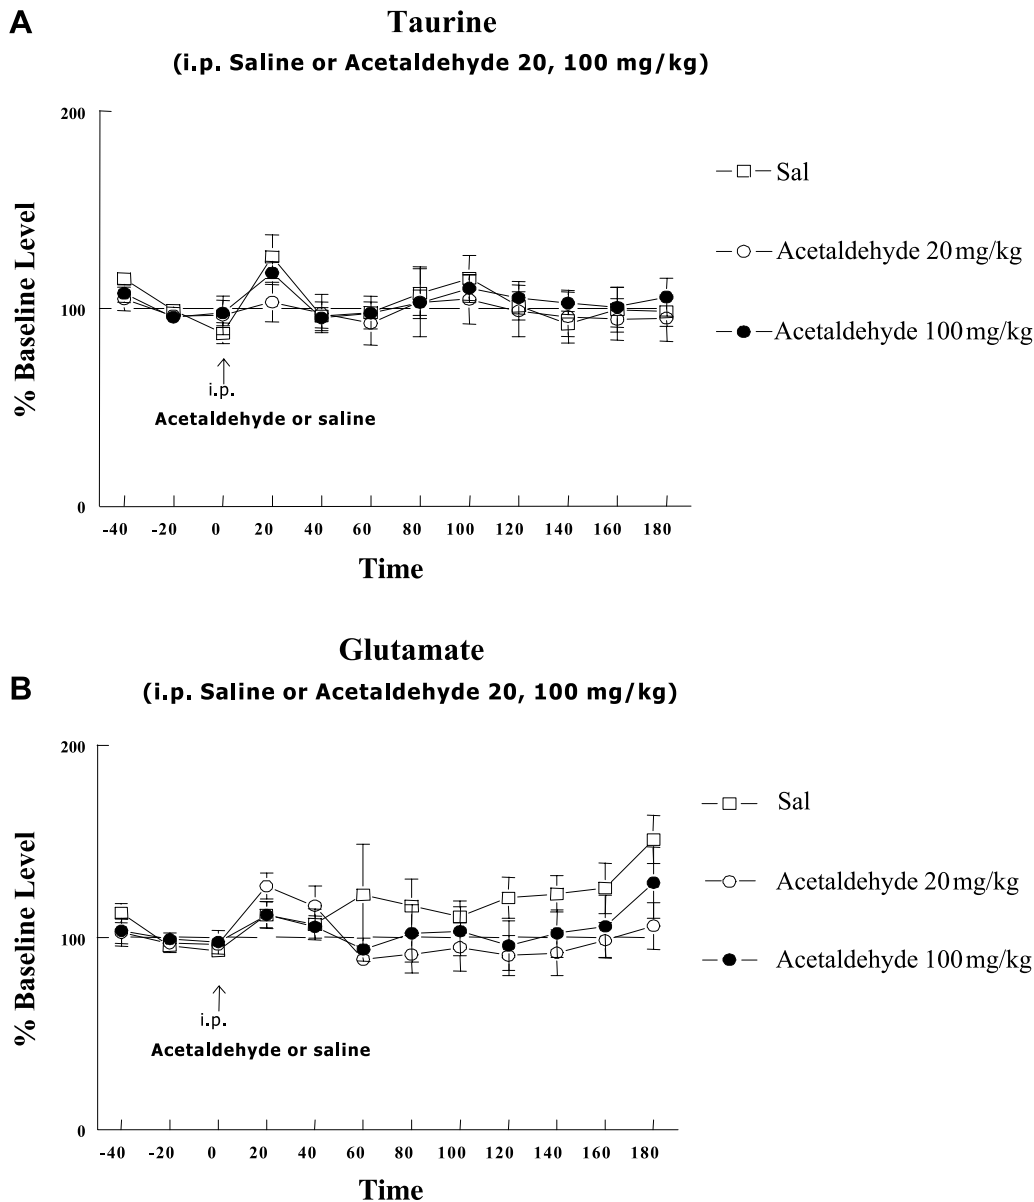 A
Taurine
(i.p. Saline or Acetaldehyde 20, 100 mg/kg)
200
100
0
% Baseline Level
Sal
Acetaldehyde 20 mg/kg
Acetaldehyde 100 mg/kg
i.p.
Acetaldehyde or saline
-40 -20 0 20 40 60 80 100 120 140 160 180
Time
B
Glutamate
(i.p. Saline or Acetaldehyde 20, 100 mg/kg)
200
100
0
% Baseline Level
Sal
Acetaldehyde 20 mg/kg
Acetaldehyde 100 mg/kg
i.p.
Acetaldehyde or saline
-40 -20 0 20 40 60 80 100 120 140 160 180
Time